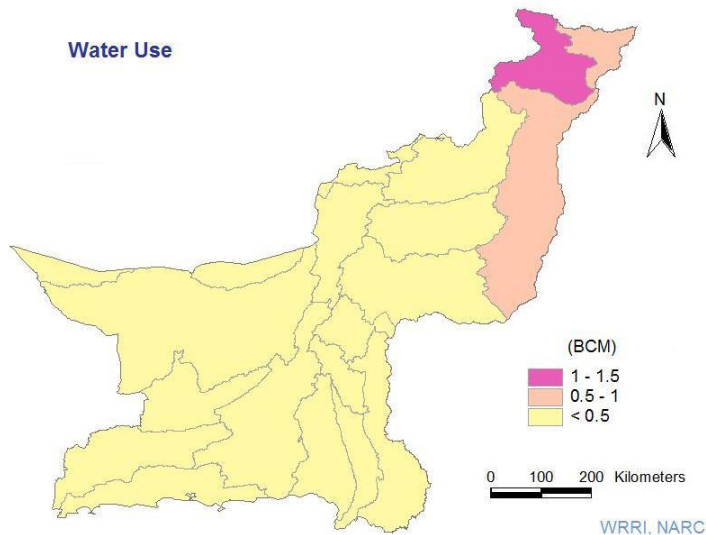 Water Use
N
(BCM)
1 - 1.5
0.5 - 1
< 0.5
0 100 200 Kilometers
WRRI, NARC